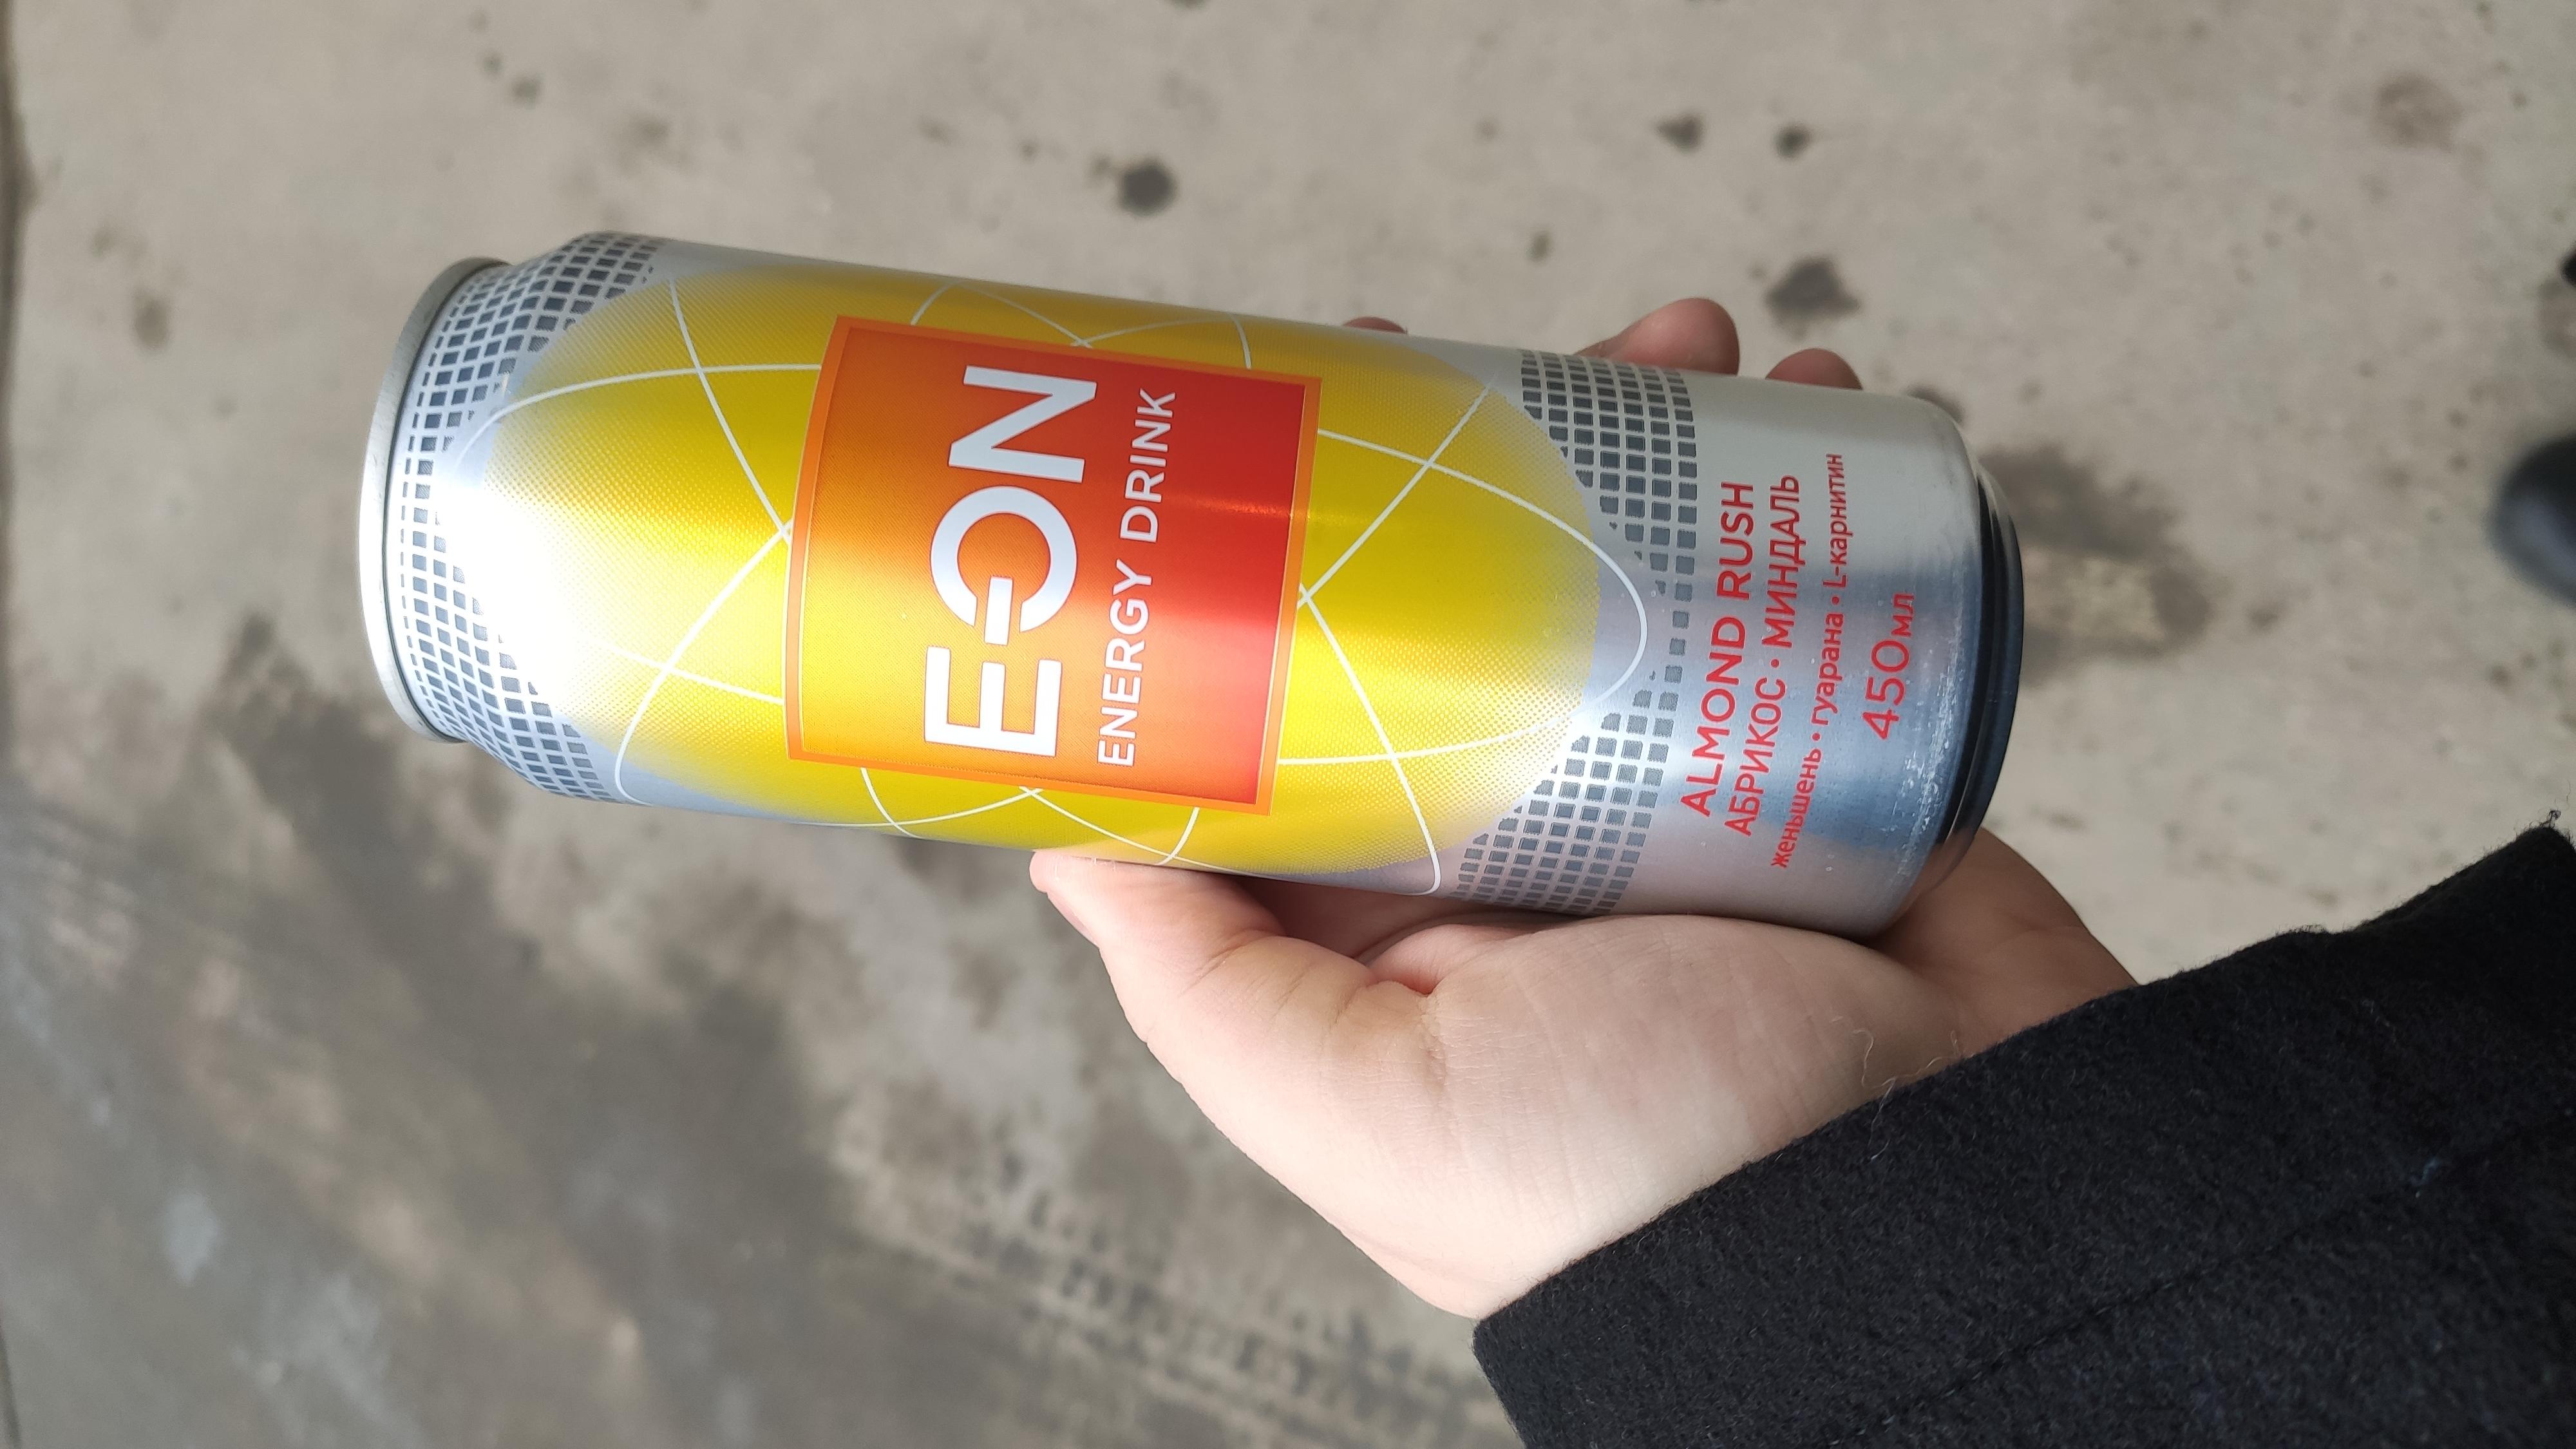 E-ON
ENERGY DRINK
ALMOND RUSH
АБРИКОС • МИНДАЛЬ
женьшень • гуарана • L-карнитин
450мл